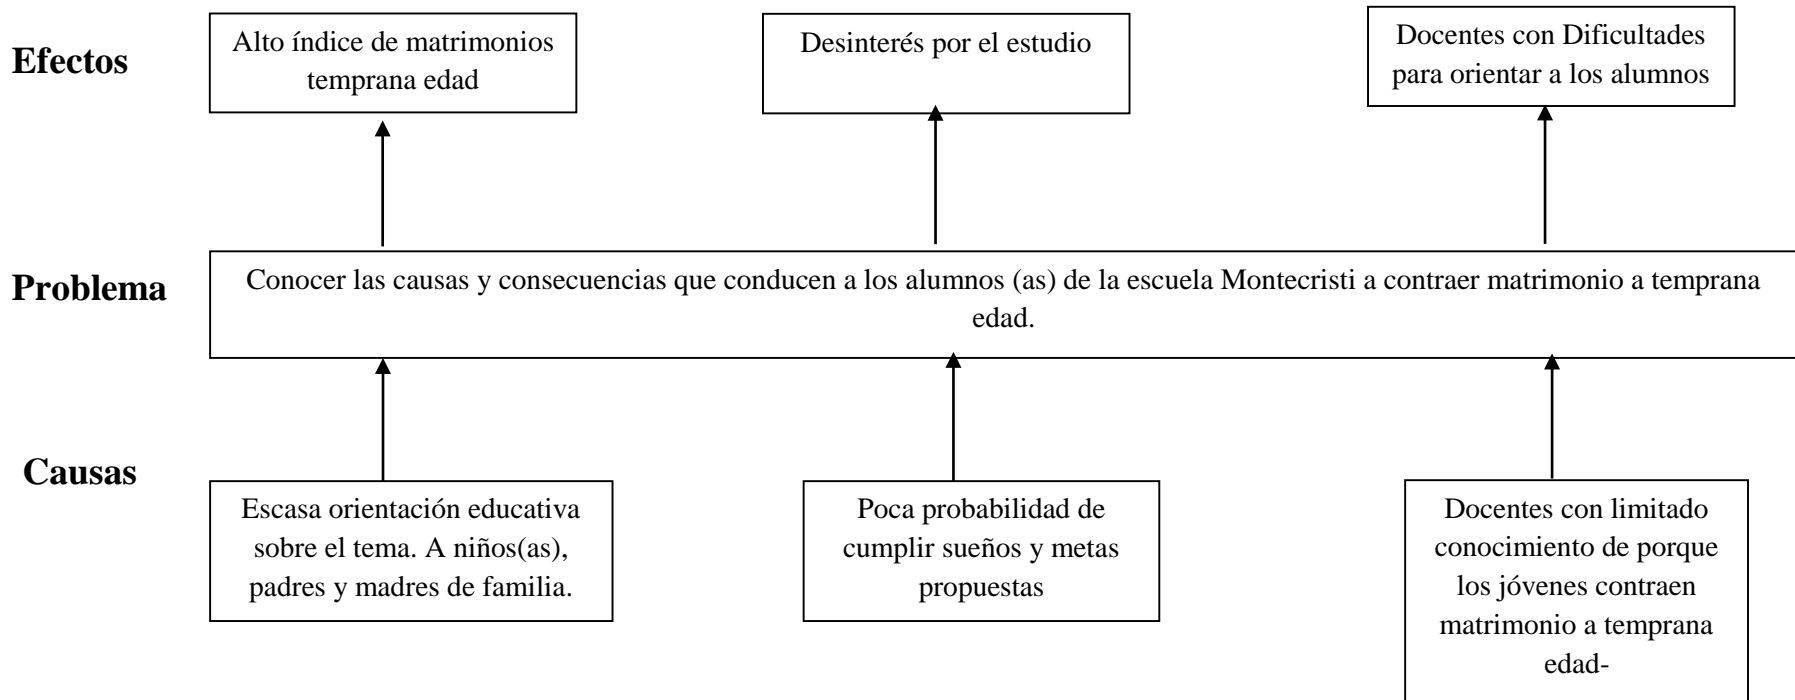 Efectos
Alto índice de matrimonios
temprana edad
Desinterés por el estudio
Docentes con Dificultades
para orientar a los alumnos
Problema
Conocer las causas y consecuencias que conducen a los alumnos (as) de la escuela Montecristi a contraer matrimonio a temprana
edad.
Causas
Escasa orientación educativa
sobre el tema. A niños(as),
padres y madres de familia.
Poca probabilidad de
cumplir sueños y metas
propuestas
Docentes con limitado
conocimiento de porque
los jóvenes contraen
matrimonio a temprana
edad-